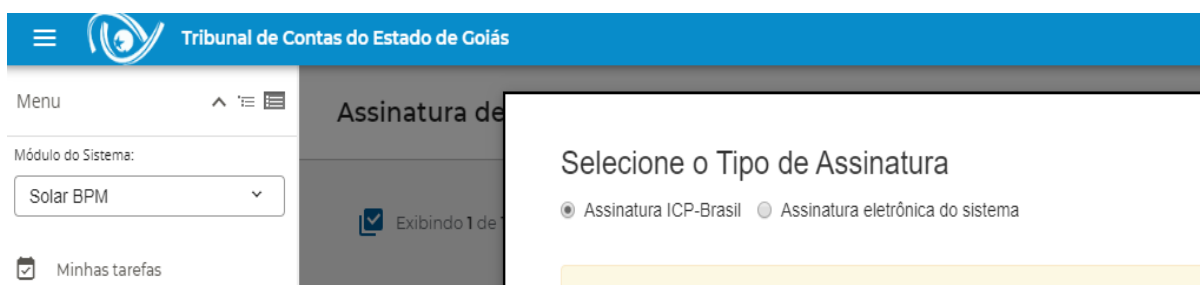 Tribunal de Contas do Estado de Goiás
Menu
Módulo do Sistema:
Solar BPM
Minhas tarefas
Assinatura de
Exibindo 1 de
Selecione o Tipo de Assinatura
Assinatura ICP-Brasil Assinatura eletrônica do sistema